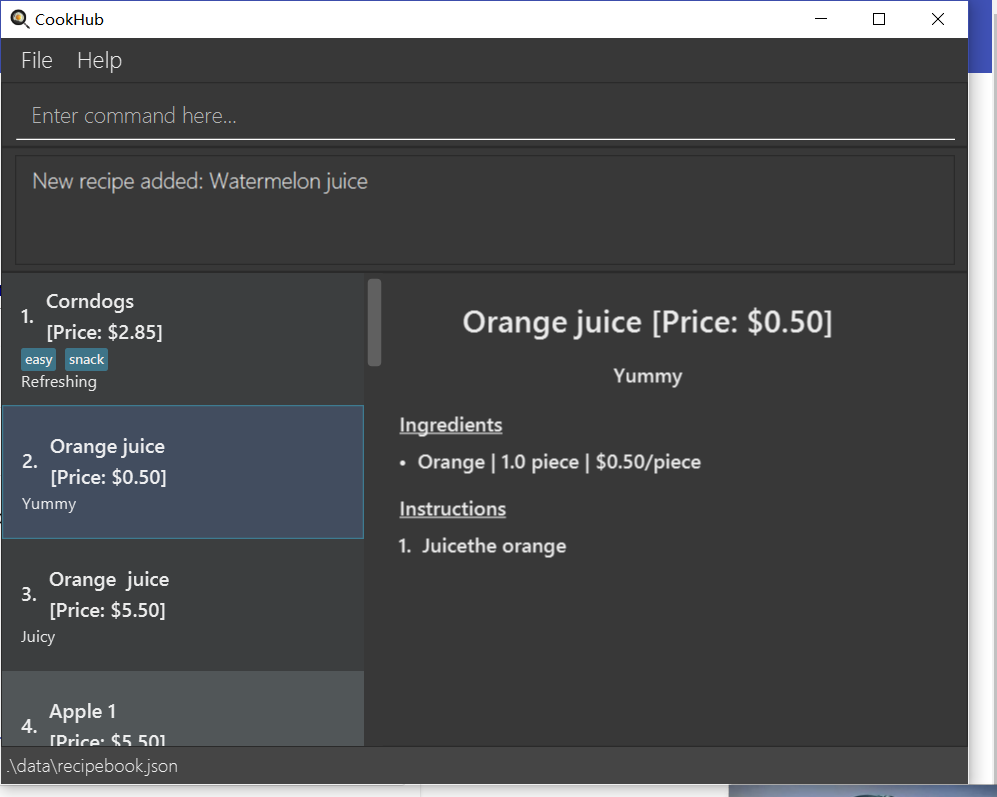 CookHub
File Help
Enter command here...
New recipe added: Watermelon juice
1. Corndogs
[Price: $2.85]
easy snack
Refreshing
2. Orange juice
[Price: $0.50]
Yummy
3. Orange  juice
[Price: $5.50]
Juicy
4. Apple 1
[Price: $5.50]
Orange juice [Price: $0.50]
Yummy
Ingredients
• Orange | 1.0 piece | $0.50/piece
Instructions
1. Juicethe orange
.\data\recipebook.json